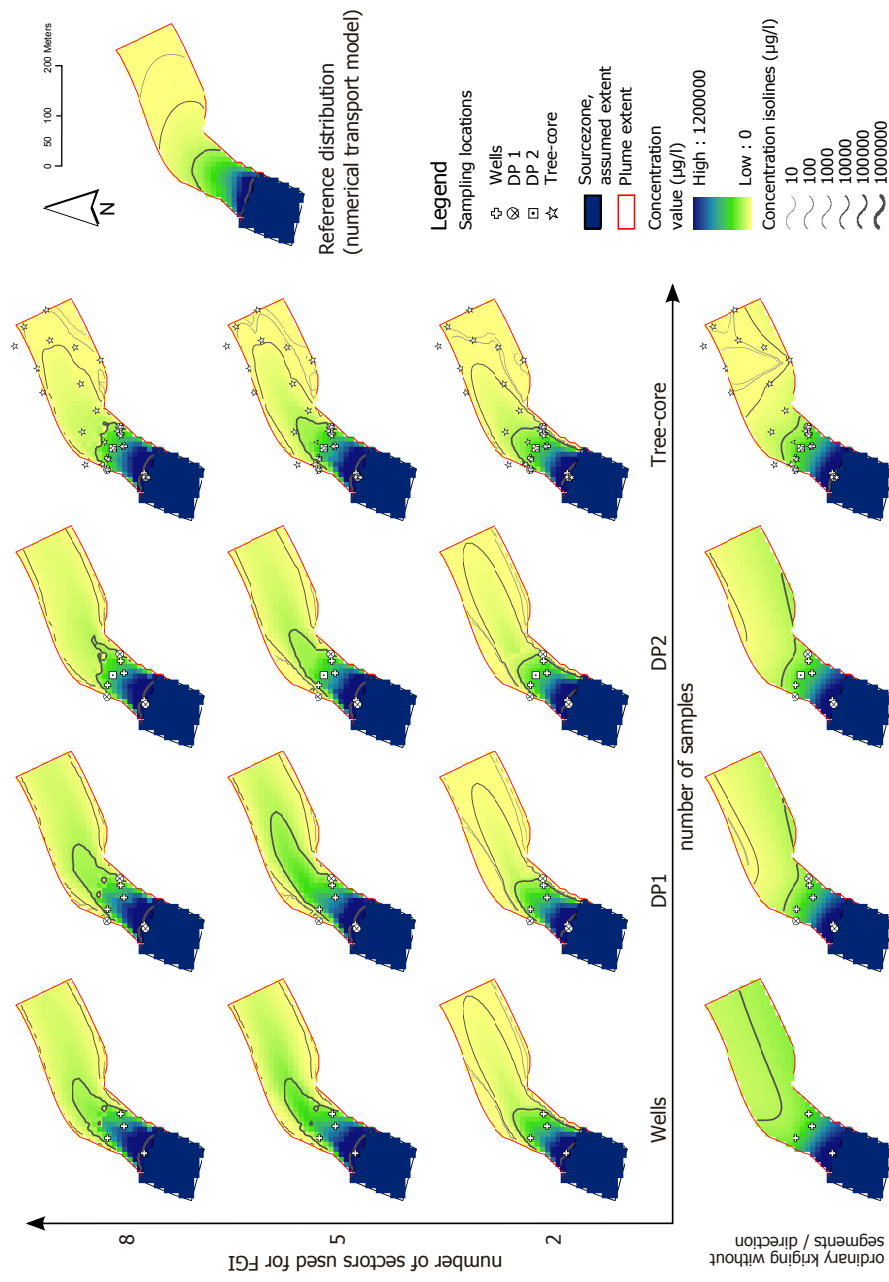 number of sectors used for FGI
8
5
2
ordinary kriging without
segments / direction
Wells
DP1
DP2
Tree-core
number of samples
N
0 50 100 200 Meters
Reference distribution
(numerical transport model)
Legend
Sampling locations
Wells
DP 1
DP 2
Tree-core
Sourcezone,
assumed extent
Plume extent
Concentration
value (µg/l)
High : 1200000
Low : 0
Concentration isolines (µg/l)
10
100
1000
10000
100000
1000000